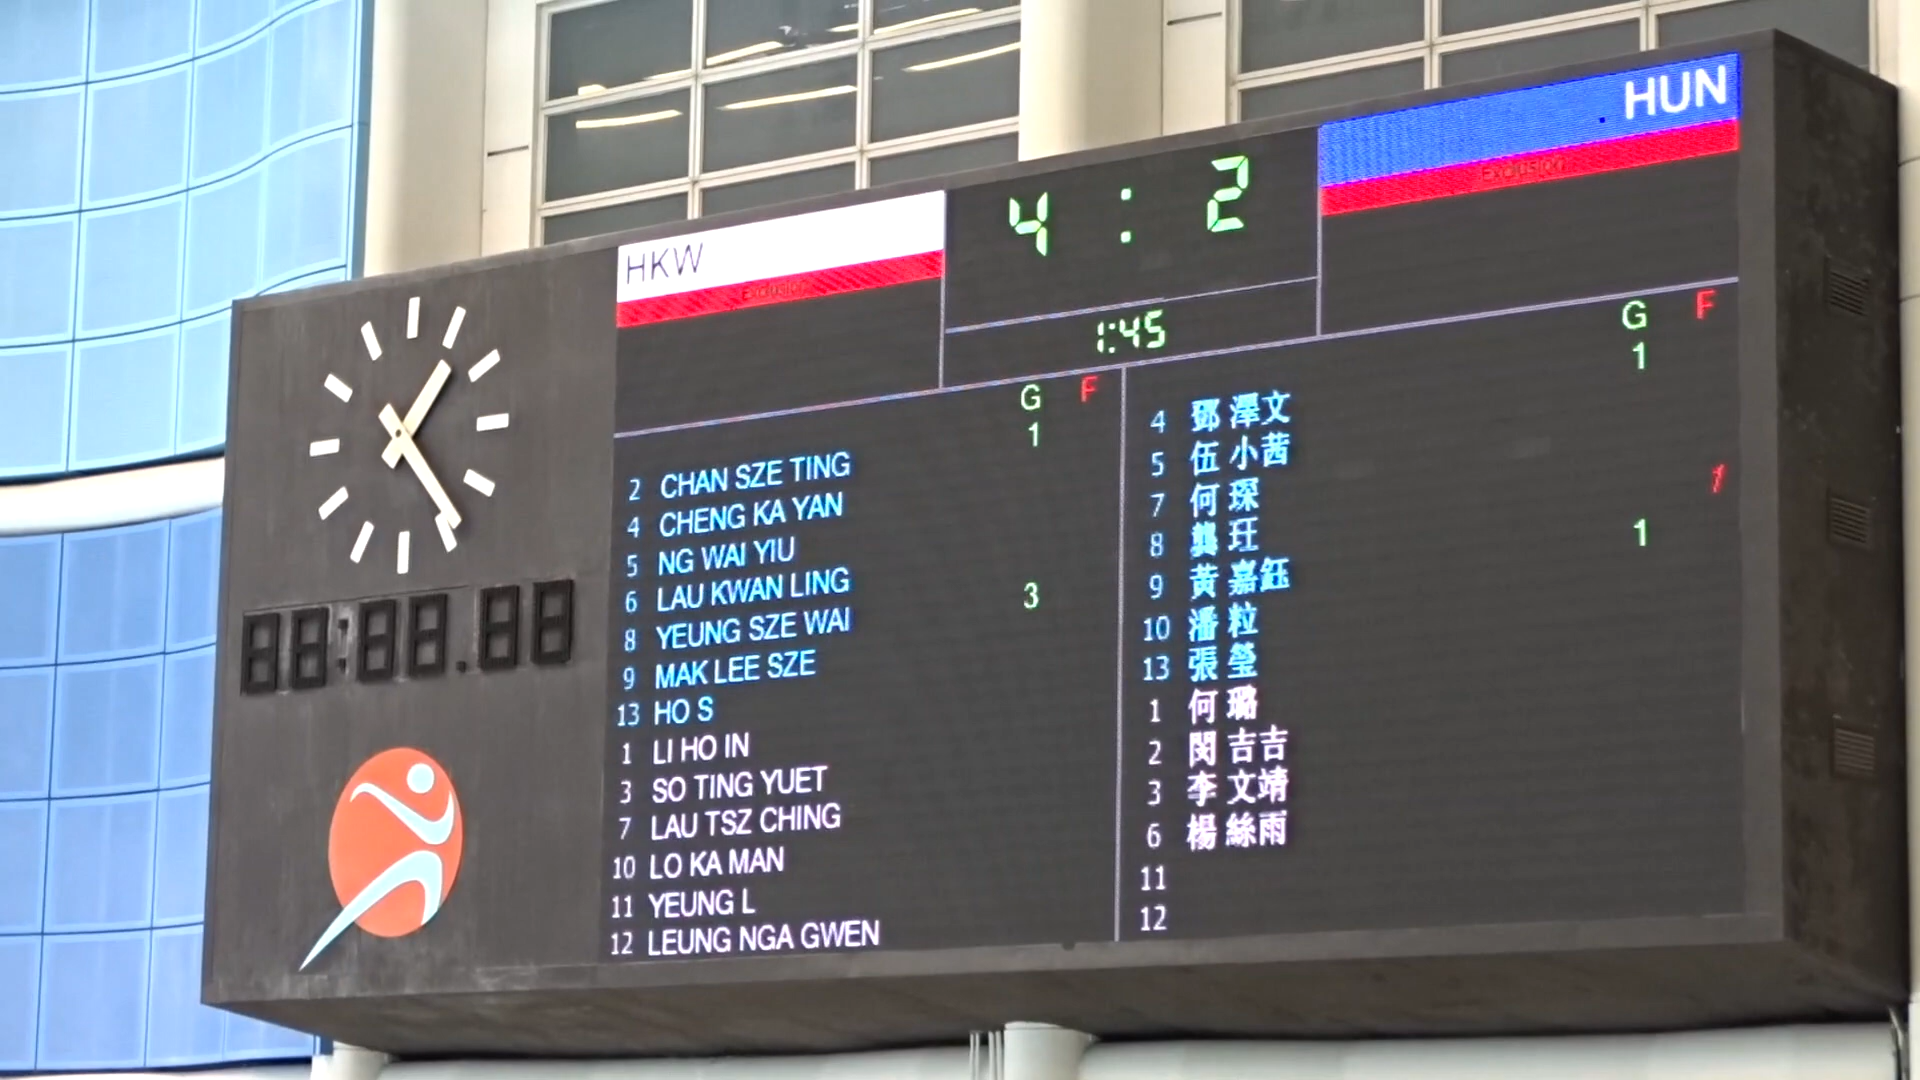 HKW
Exclusion
4 : 2
HUN
Exclusion
1:45
G F
1
2 CHAN SZE TING
4 CHENG KA YAN
5 NG WAI YIU
6 LAU KWAN LING
3
8 YEUNG SZE WAI
9 MAK LEE SZE
13 HO S
1 LI HO IN
3 SO TING YUET
7 LAU TSZ CHING
10 LO KA MAN
11 YEUNG L
12 LEUNG NGA GWEN
G F
1
4 鄧 澤文
5 伍 小茜
7 何 琛
1
8 龔 玨
1
9 黃 嘉鈺
10 潘 粒
13 張 瑩
1 何 璐
2 閔 吉吉
3 李 文靖
6 楊 絲雨
11
12